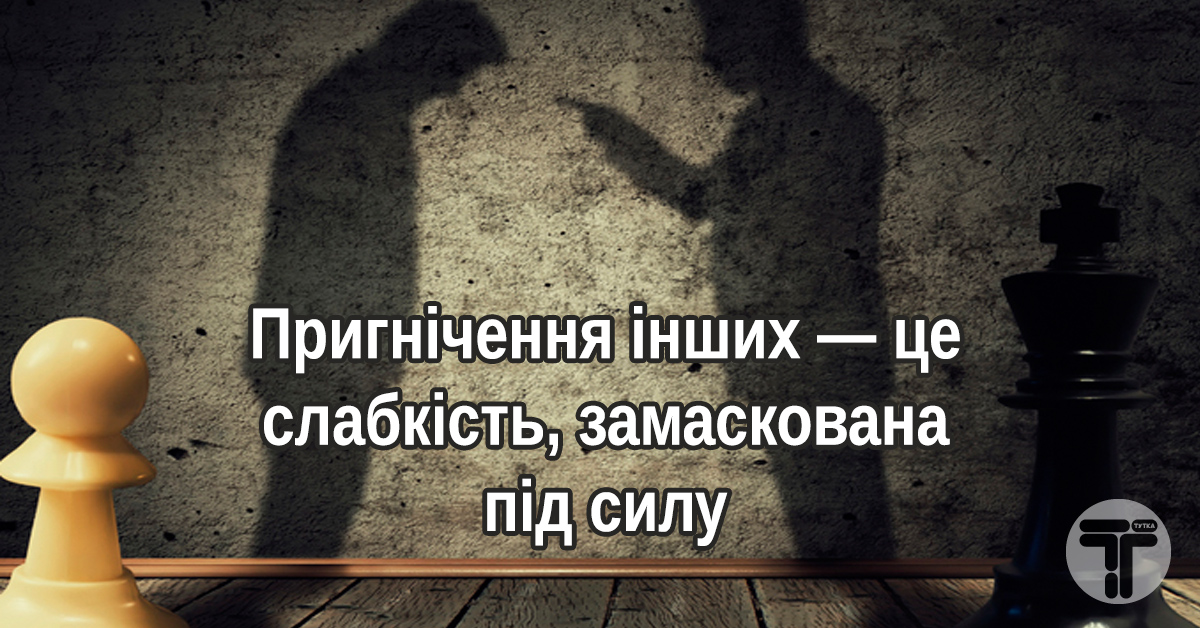 Пригнічення інших — це
слабкість, замаскована
під силу
ТУТКА